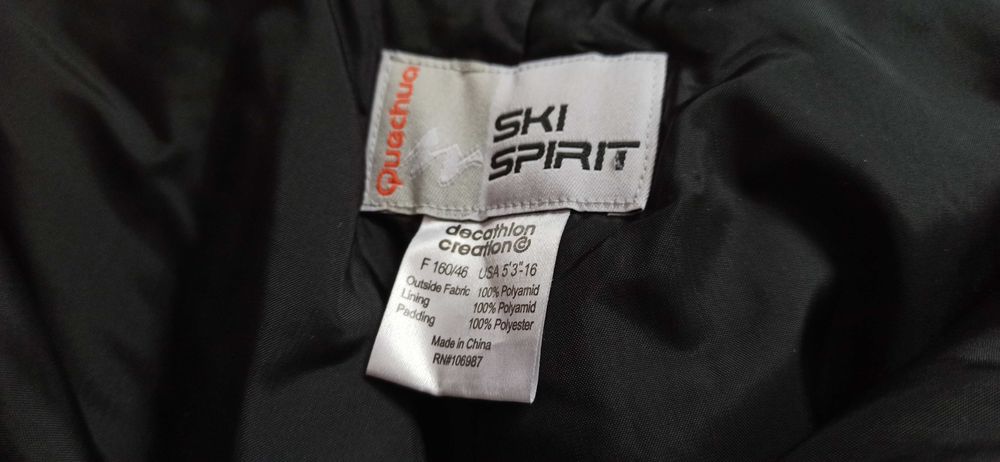 Quechua
SKI
SPIRIT
decathlon
creation©
F 160/46 USA 5'3"-16
Outside Fabric 100% Polyamid
Lining 100% Polyamid
Padding 100% Polyester
Made in China
RN#106987